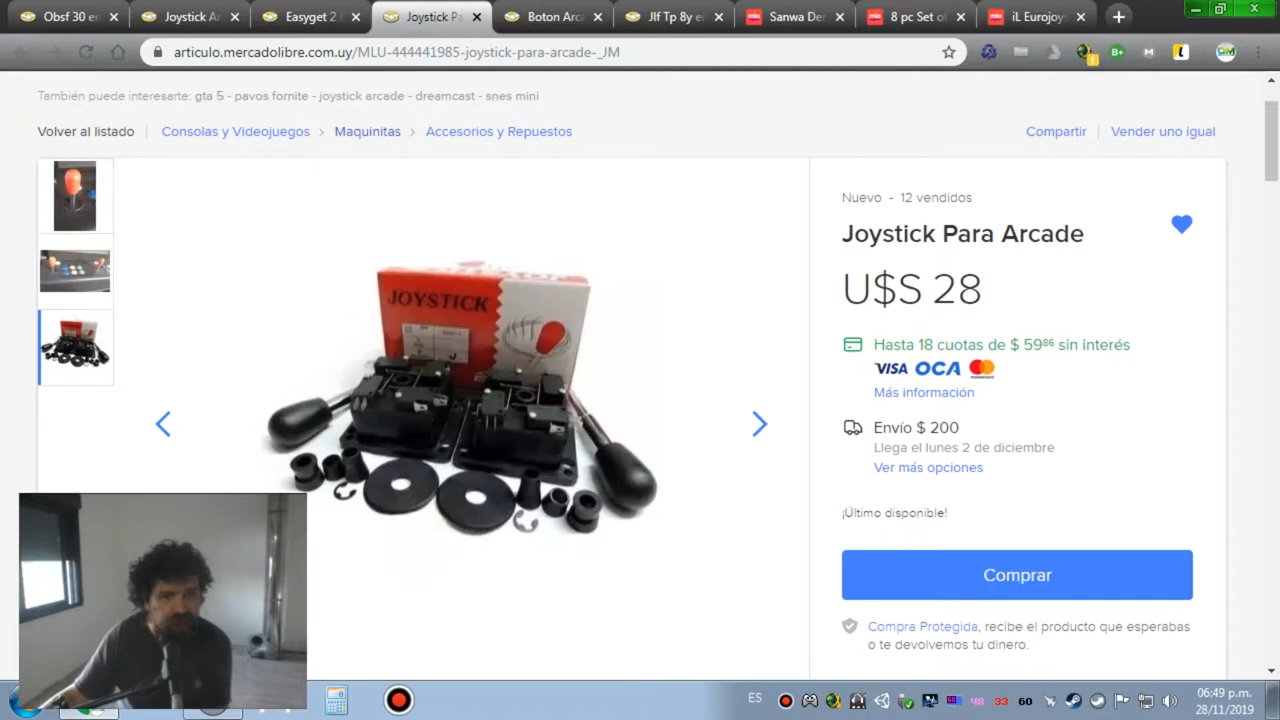 Obsf 30 en
Joystick Ar
Easyget 2 
Joystick Pa
Boton Arca
Jlf Tp 8y e
Sanwa Der
8 pc Set o
iL Eurojoys
articulo.mercadolibre.com.uy/MLU-444441985-joystick-para-arcade-_JM
También puede interesarte: gta 5 - pavos fornite - joystick arcade - dreamcast - snes mini
Volver al listado
Consolas y Videojuegos > Maquinitas > Accesorios y Repuestos
Compartir
Vender uno igual
Nuevo - 12 vendidos
Joystick Para Arcade
U$S 28
JOYSTICK
Hasta 18 cuotas de $ 59⁸⁶ sin interés
VISA OCA mastercard
Más información
Envío $ 200
Llega el lunes 2 de diciembre
Ver más opciones
¡Último disponible!
Comprar
Compra Protegida, recibe el producto que esperabas
o te devolvemos tu dinero.
ES
33
60
06:49 p.m.
28/11/2019